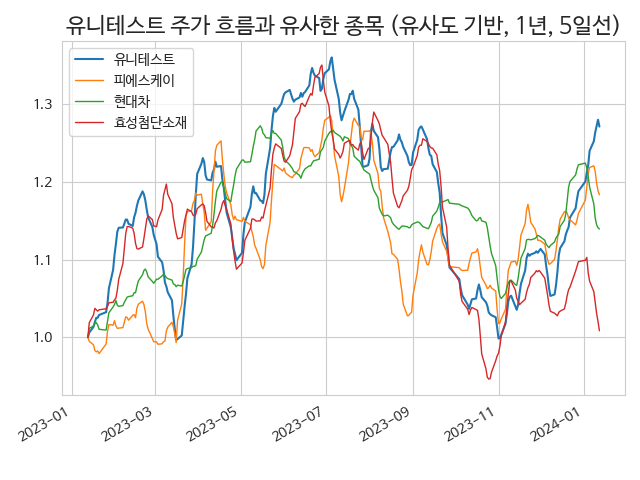 유니테스트 주가 흐름과 유사한 종목 (유사도 기반, 1년, 5일선)
유니테스트
피에스케이
현대차
효성첨단소재
1.3
1.2
1.1
1.0
2023-01
2023-03
2023-05
2023-07
2023-09
2023-11
2024-01